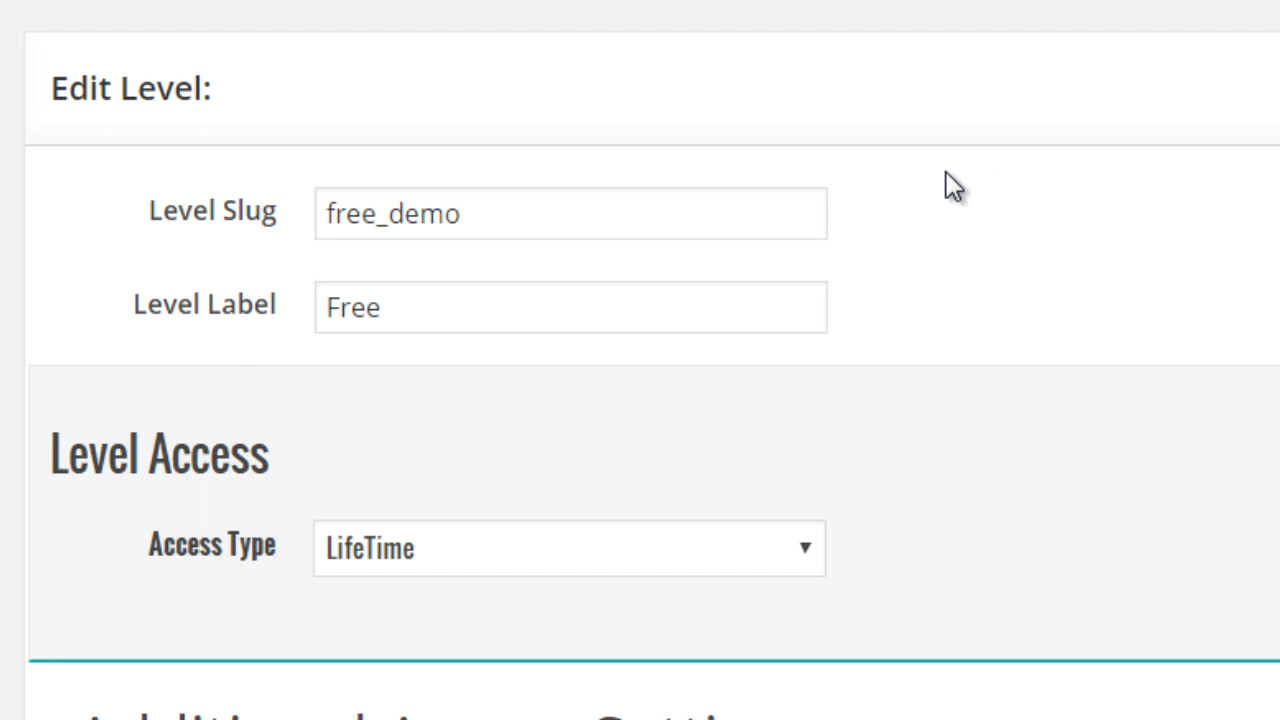 Edit Level:
Level Slug
free_demo
Level Label
Free
Level Access
Access Type
LifeTime